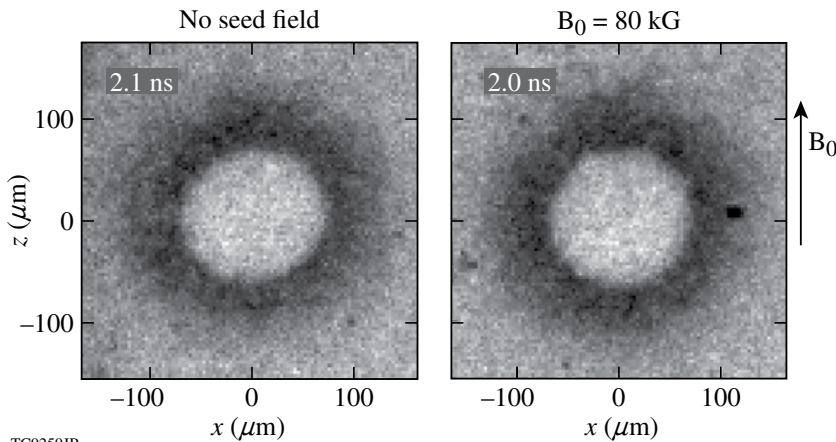 No seed field
B₀ = 80 kG
2.1 ns
2.0 ns
100
0
–100
z (μm)
B₀
–100 0 100
–100 0 100
x (μm)
x (μm)